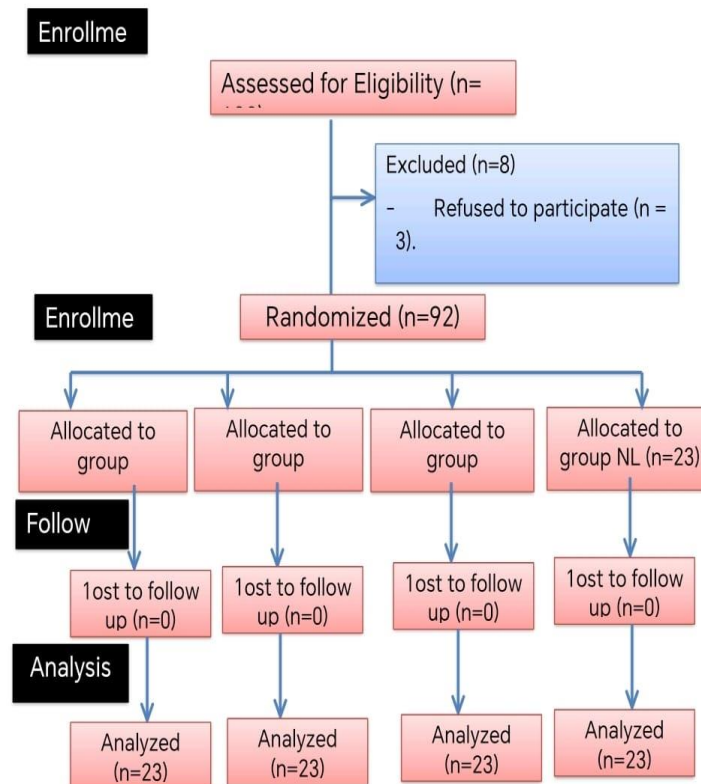 Enrollme
Assessed for Eligibility (n=
Excluded (n=8)
- Refused to participate (n =
3).
Enrollme
Randomized (n=92)
Allocated to
group
Allocated to
group
Allocated to
group
Allocated to
group NL (n=23)
Follow
1ost to follow
up (n=0)
1ost to follow
up (n=0)
1ost to follow
up (n=0)
1ost to follow
up (n=0)
Analysis
Analyzed
(n=23)
Analyzed
(n=23)
Analyzed
(n=23)
Analyzed
(n=23)